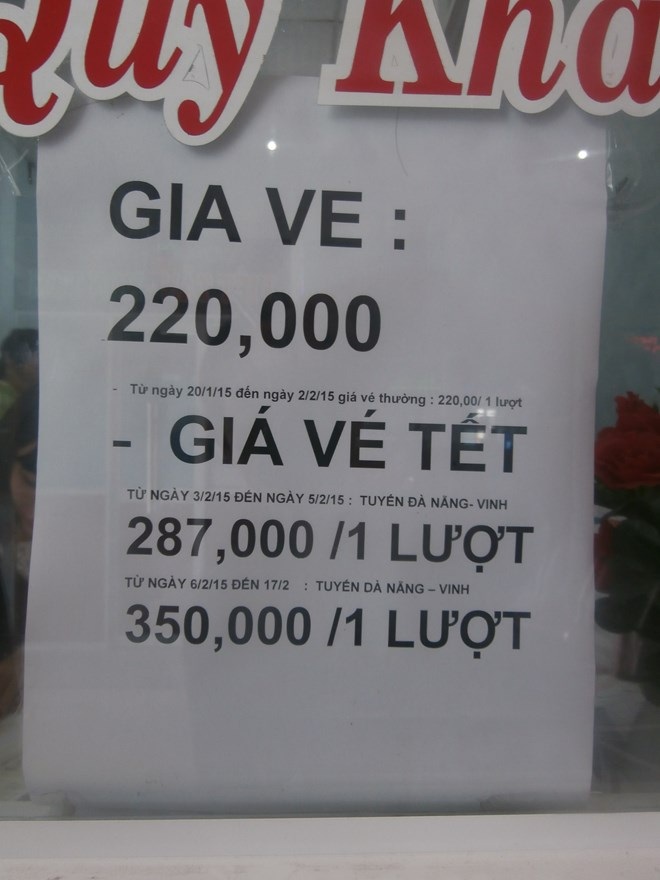 Quý Khá
GIA VE :
220,000
- Từ ngày 20/1/15 đến ngày 2/2/15 giá vé thường : 220,00/ 1 lượt
- GIÁ VÉ TẾT
TỪ NGÀY 3/2/15 ĐẾN NGÀY 5/2/15 : TUYẾN ĐÀ NẴNG- VINH
287,000 /1 LƯỢT
TỪ NGÀY 6/2/15 ĐẾN 17/2 : TUYẾN DÀ NẴNG – VINH
350,000 /1 LƯỢT